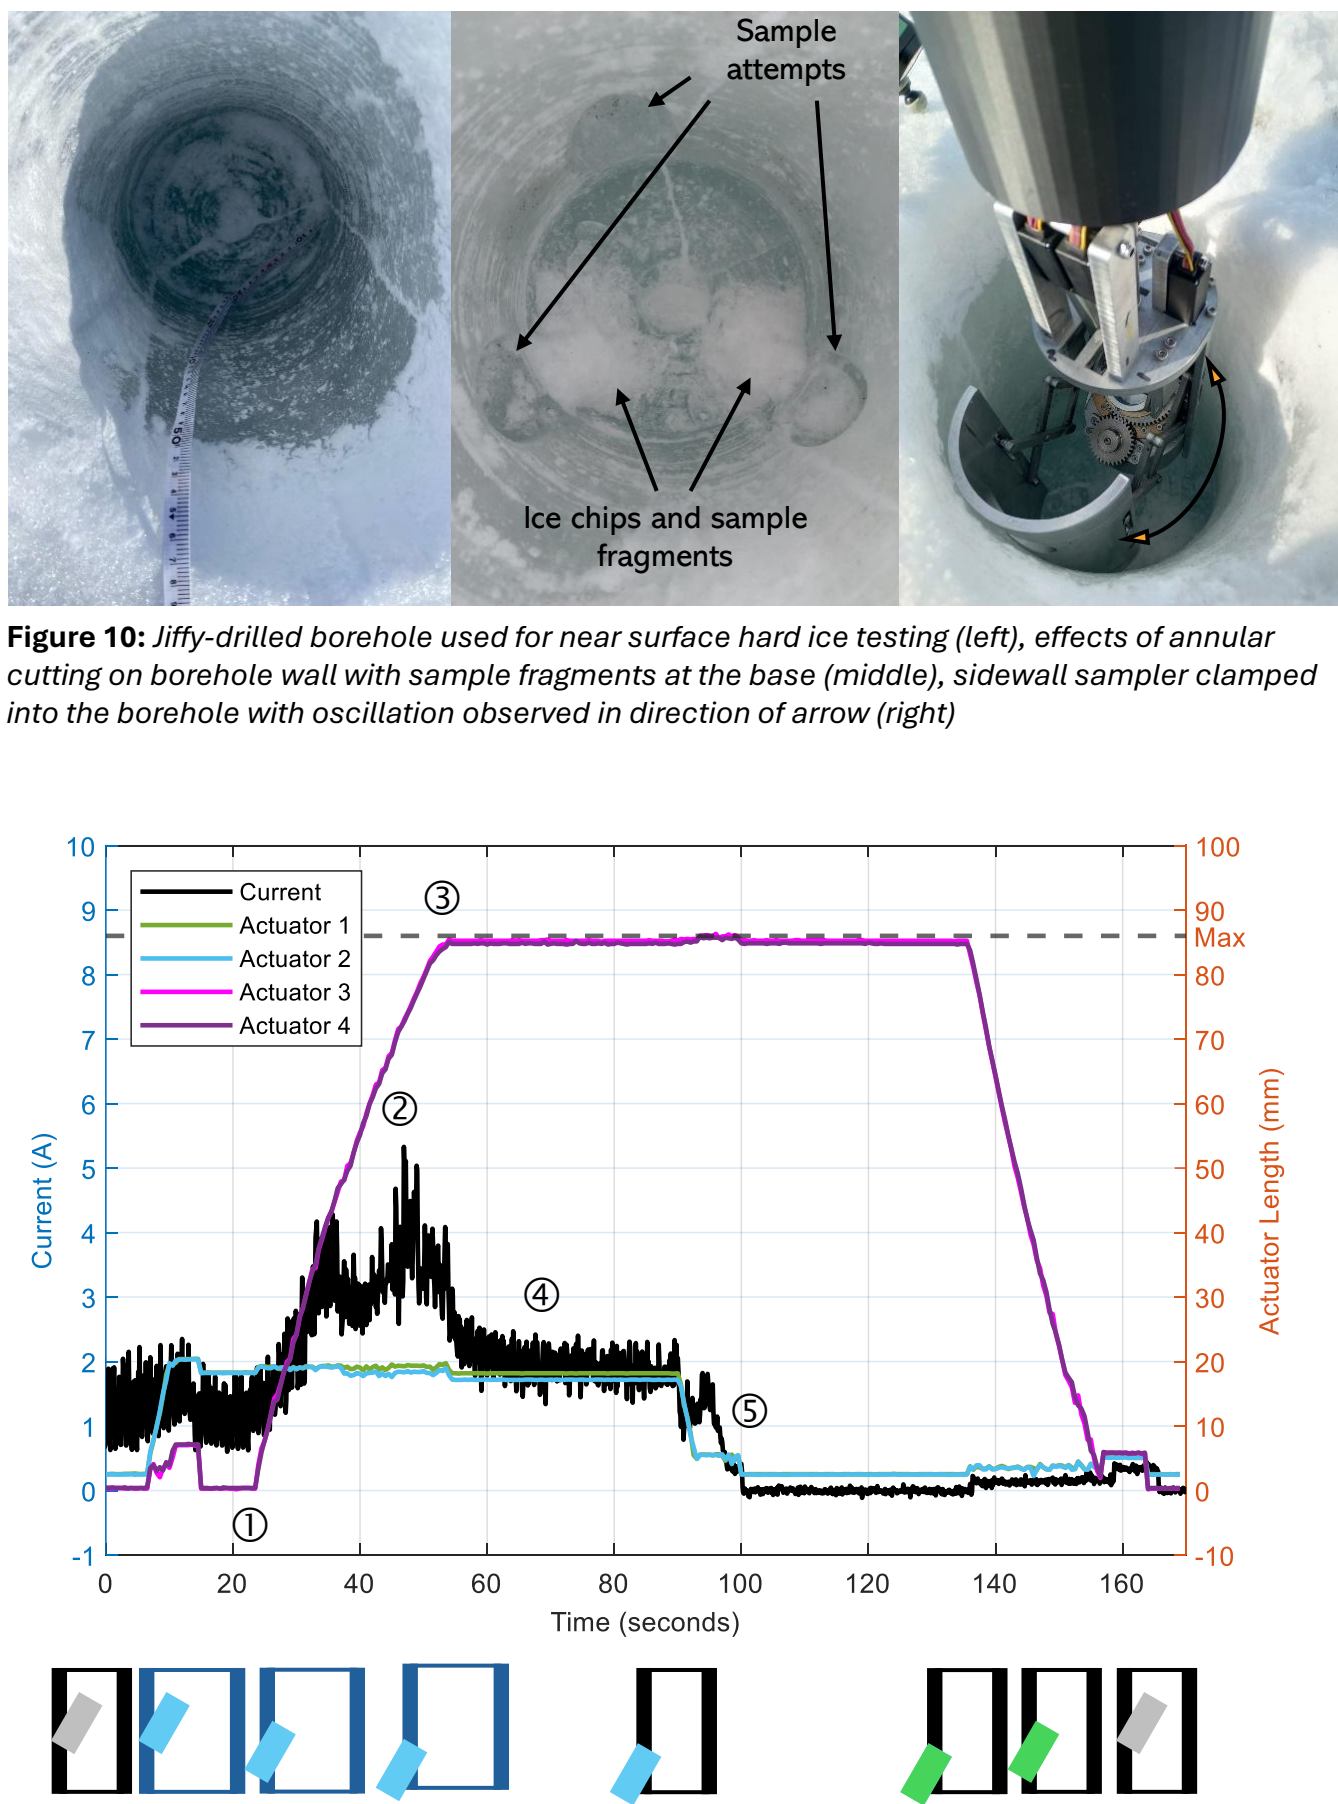 Sample
attempts
Ice chips and sample
fragments
Figure 10: Jiffy-drilled borehole used for near surface hard ice testing (left), effects of annular
cutting on borehole wall with sample fragments at the base (middle), sidewall sampler clamped
into the borehole with oscillation observed in direction of arrow (right)
10
9
8
7
6
5
4
3
2
1
0
-1
Current (A)
Current
Actuator 1
Actuator 2
Actuator 3
Actuator 4
①
②
③
④
⑤
100
90
Max
80
70
60
50
40
30
20
10
0
-10
Actuator Length (mm)
0 20 40 60 80 100 120 140 160
Time (seconds)